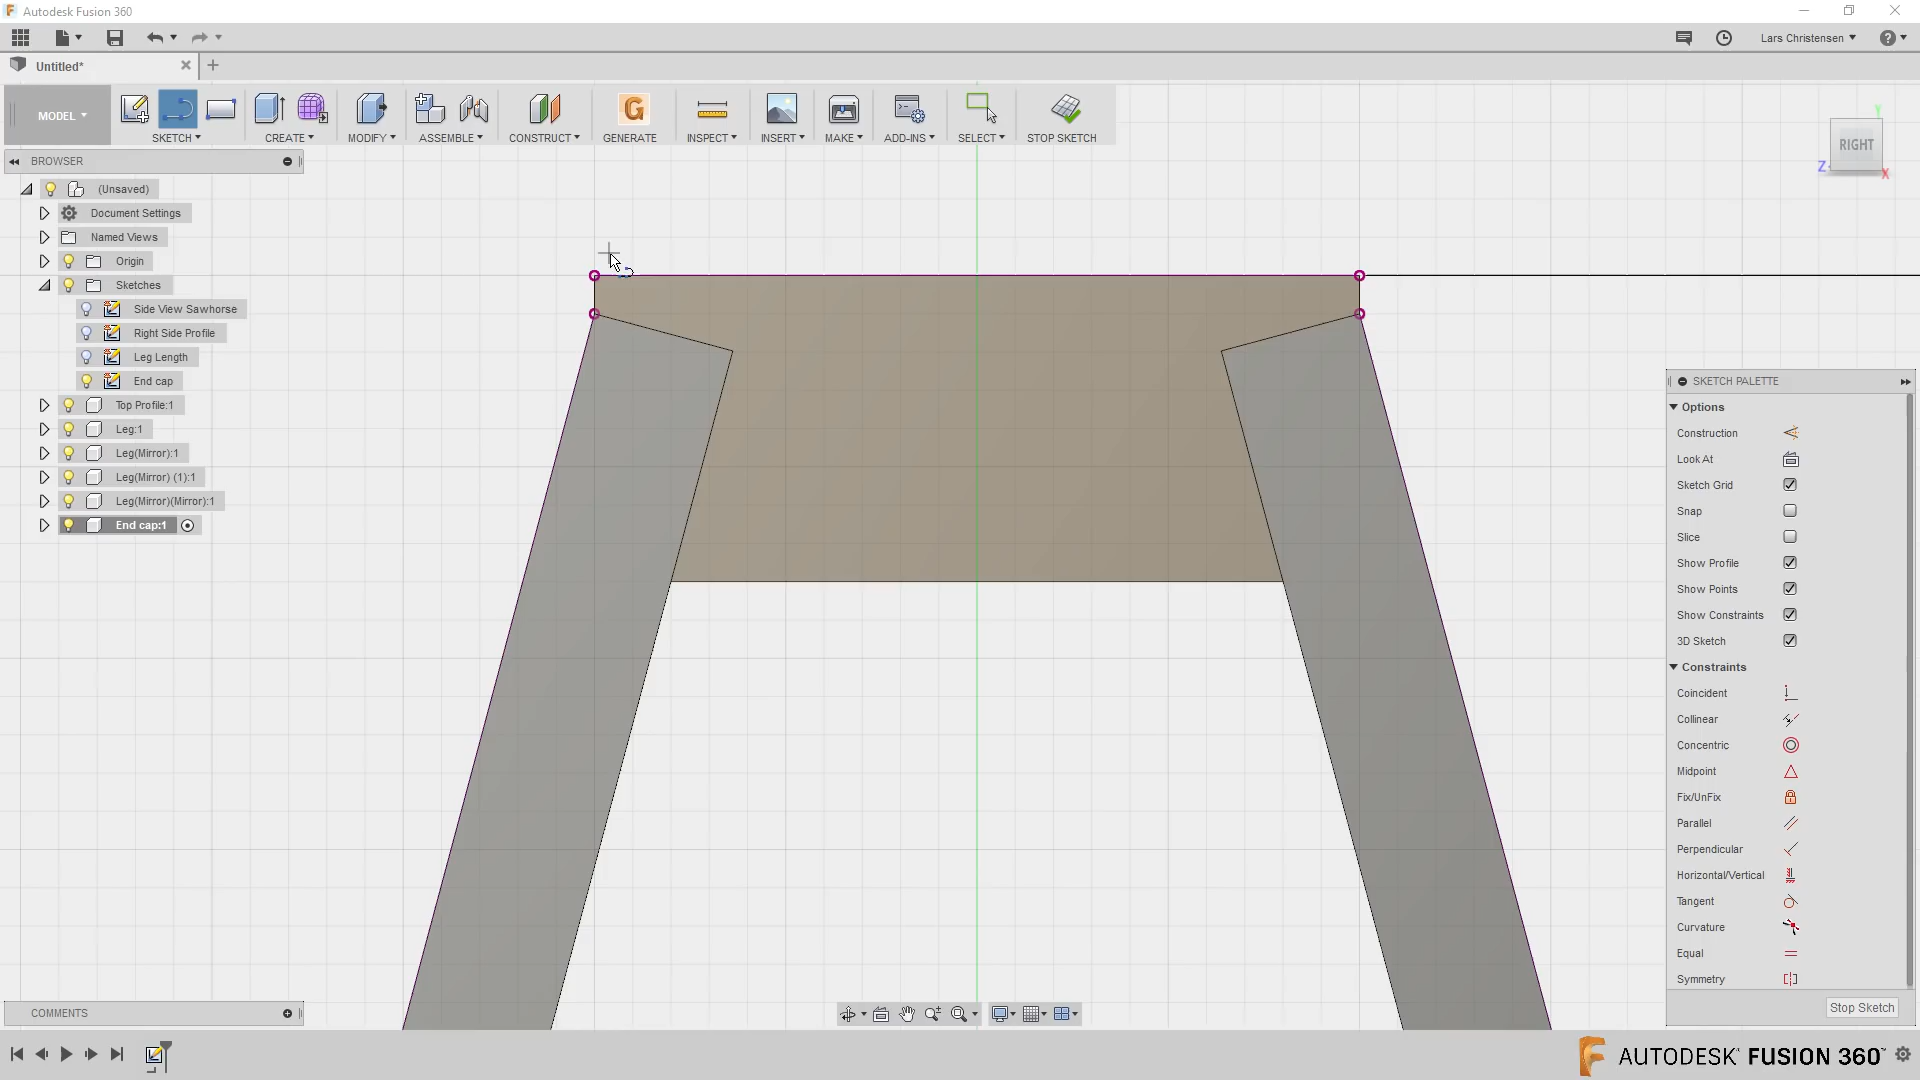 Autodesk Fusion 360
Lars Christensen
Untitled*
MODEL
SKETCH
CREATE
MODIFY
ASSEMBLE
CONSTRUCT
GENERATE
INSPECT
INSERT
MAKE
ADD-INS
SELECT
STOP SKETCH
BROWSER
(Unsaved)
Document Settings
Named Views
Origin
Sketches
Side View Sawhorse
Right Side Profile
Leg Length
End cap
Top Profile:1
Leg:1
Leg(Mirror):1
Leg(Mirror) (1):1
Leg(Mirror)(Mirror):1
End cap:1
Y
RIGHT
Z
X
SKETCH PALETTE
Options
Construction
Look At
Sketch Grid
Snap
Slice
Show Profile
Show Points
Show Constraints
3D Sketch
Constraints
Coincident
Collinear
Concentric
Midpoint
Fix/UnFix
Parallel
Perpendicular
Horizontal/Vertical
Tangent
Curvature
Equal
Symmetry
Stop Sketch
COMMENTS
AUTODESK FUSION 360